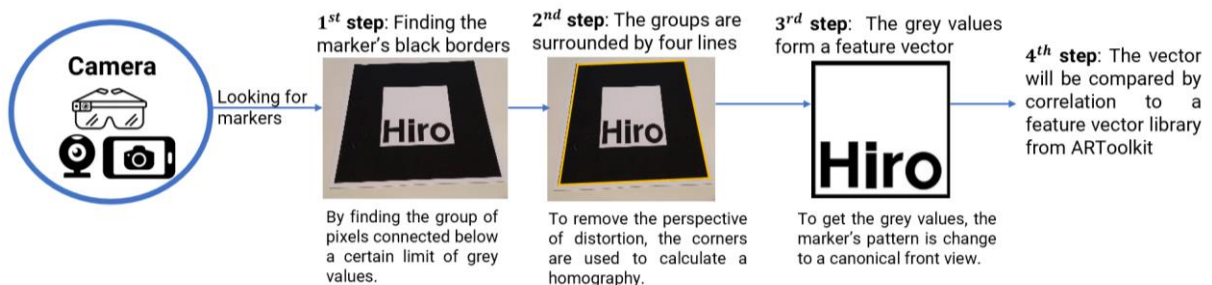 Camera
Looking for
markers
1st step: Finding the
marker's black borders
Hiro
By finding the group of
pixels connected below
a certain limit of grey
values.
2nd step: The groups are
surrounded by four lines
Hiro
To remove the perspective
of distortion, the corners
are used to calculate a
homography.
3rd step: The grey values
form a feature vector
Hiro
To get the grey values, the
marker's pattern is change
to a canonical front view.
4th step: The vector
will be compared by
correlation to a
feature vector library
from ARToolkit